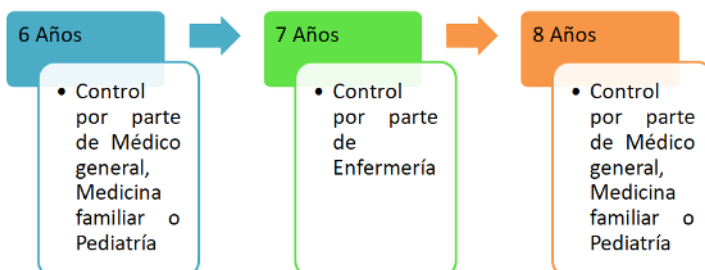 6 Años
• Control
por parte
de Médico
general,
Medicina
familiar o
Pediatría
7 Años
• Control
por parte
de
Enfermería
8 Años
• Control
por parte
de Médico
general,
Medicina
familiar o
Pediatría